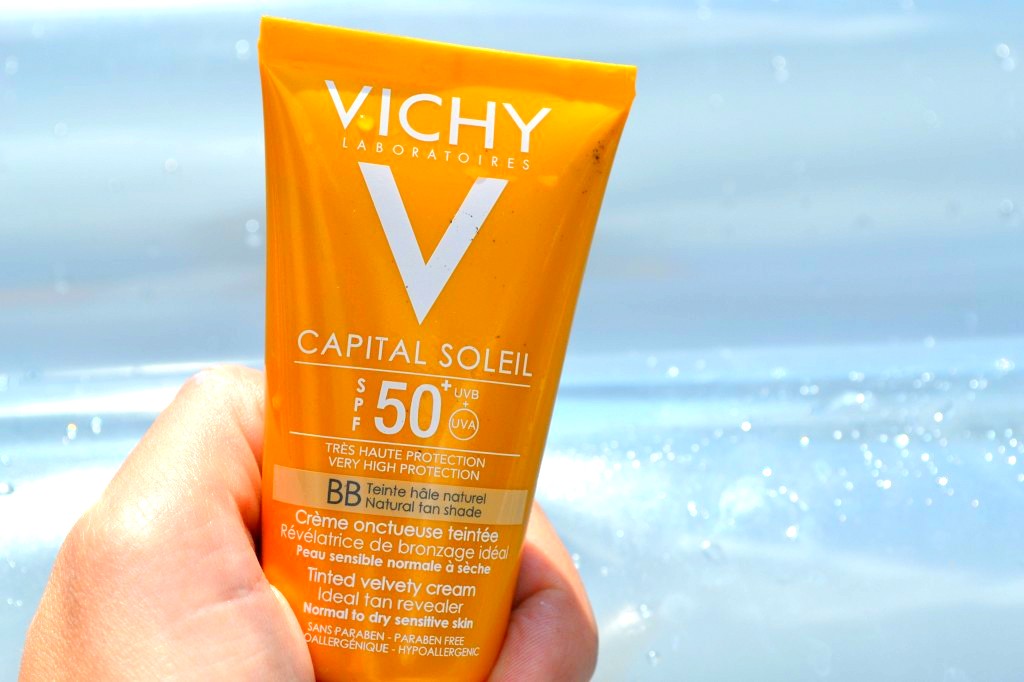 VICHY
LABORATOIRES
V
CAPITAL SOLEIL
SPF 50+ UVB + UVA
TRÈS HAUTE PROTECTION
VERY HIGH PROTECTION
BB Teinte hâle naturel
Natural tan shade
Crème onctueuse teintée
Révélatrice de bronzage idéal
Peau sensible normale à sèche
Tinted velvety cream
Ideal tan revealer
Normal to dry sensitive skin
SANS PARABEN - PARABEN FREE
OALLERGÉNIQUE - HYPOALLERGENIC